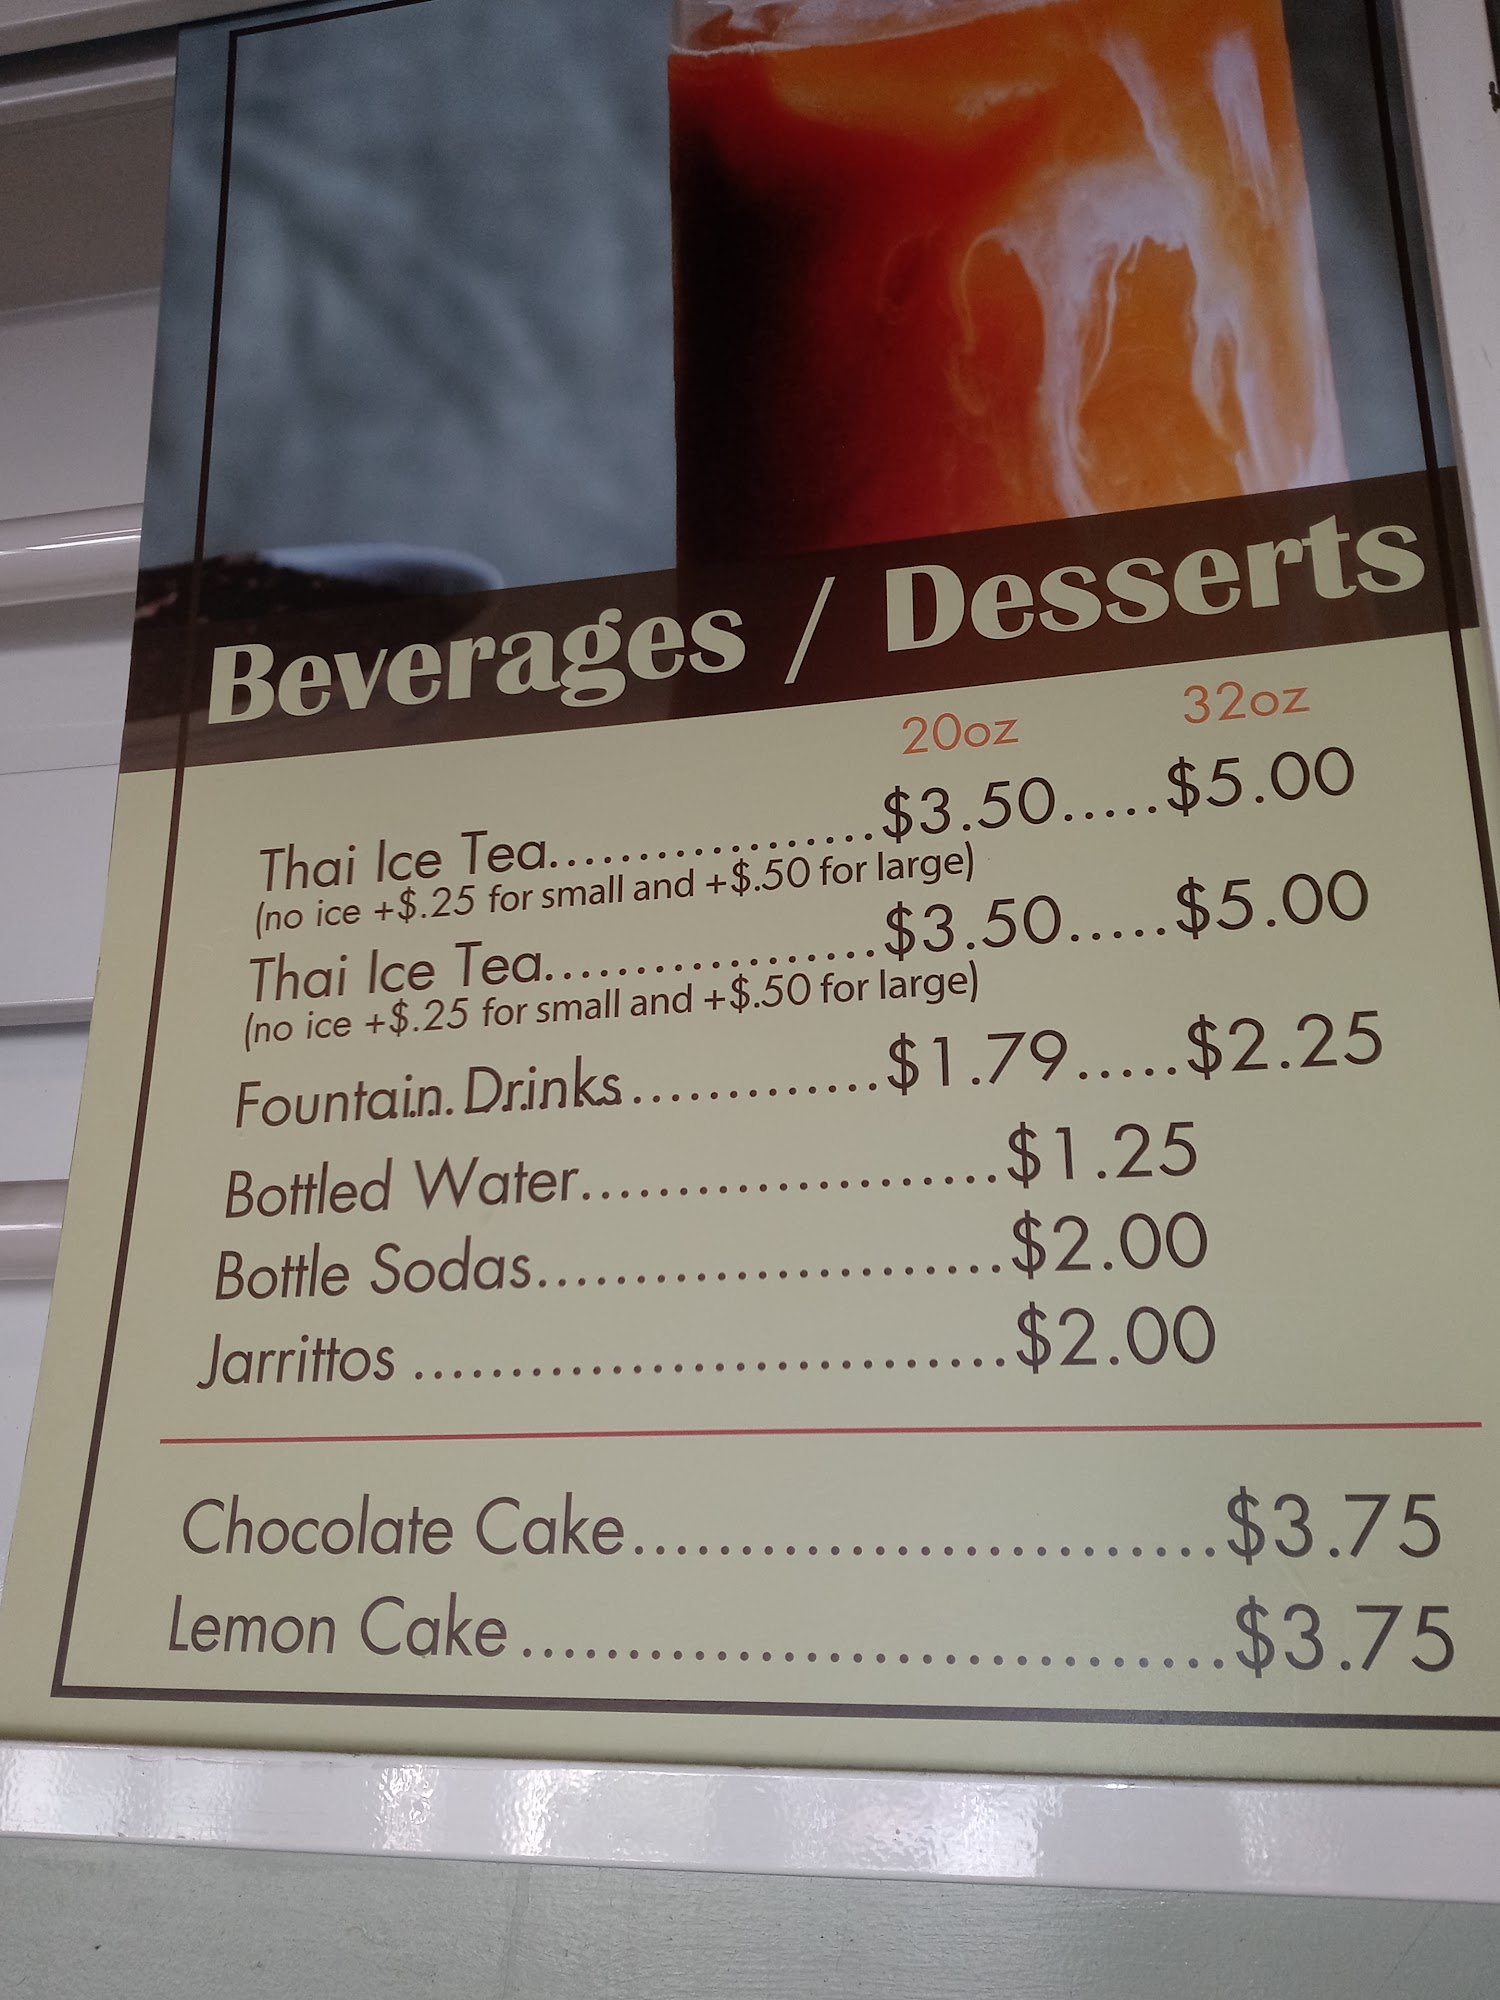 Beverages / Desserts
20oz 32oz
Thai Ice Tea..................$3.50.....$5.00
(no ice +$.25 for small and +$.50 for large)
Thai Ice Tea..................$3.50.....$5.00
(no ice +$.25 for small and +$.50 for large)
Fountain Drinks.............$1.79.....$2.25
Bottled Water......................$1.25
Bottle Sodas........................$2.00
Jarrittos ...............................$2.00
Chocolate Cake...........................$3.75
Lemon Cake................................$3.75